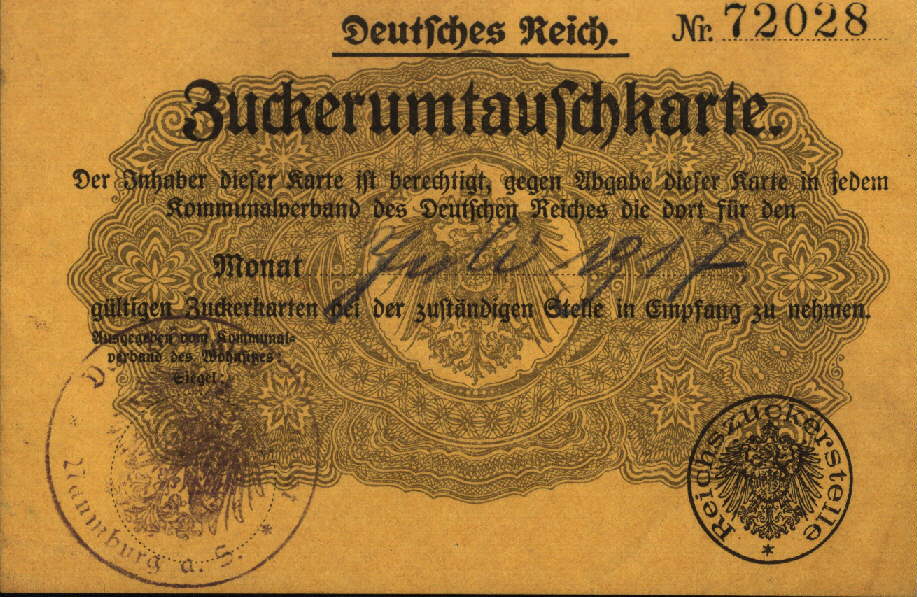 Deutsches Reich.
Nr. 72028
Zuckerumtauschkarte.
Der Inhaber dieser Karte ist berechtigt, gegen Abgabe dieser Karte in jedem
Kommunalverband des Deutschen Reiches die dort für den
Monat Juli 1917
gültigen Zuckerkarten bei der zuständigen Stelle in Empfang zu nehmen.
Ausgegeben vom Kommunal-
verband des Wohnsitzes:
Siegel:
Naumburg a. S. *
Reichszuckerstelle
*